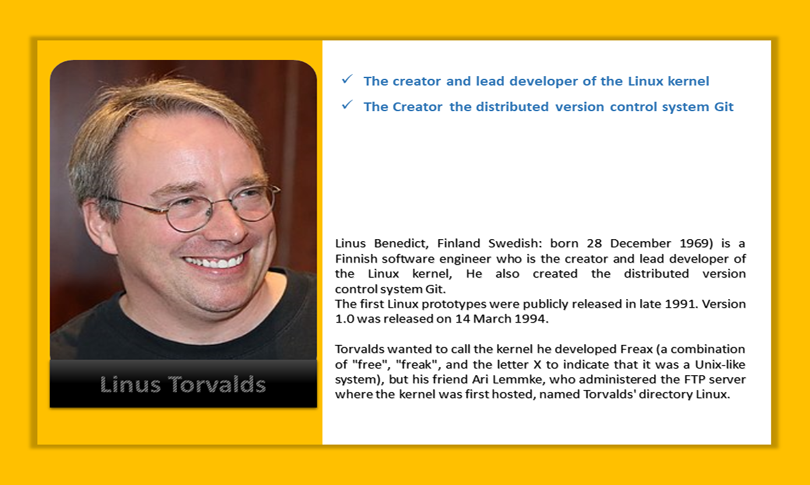 ✓ The creator and lead developer of the Linux kernel
✓ The Creator the distributed version control system Git
Linus Benedict, Finland Swedish: born 28 December 1969) is a
Finnish software engineer who is the creator and lead developer of
the Linux kernel, He also created the distributed version
control system Git.
The first Linux prototypes were publicly released in late 1991. Version
1.0 was released on 14 March 1994.
Torvalds wanted to call the kernel he developed Freax (a combination
of "free", "freak", and the letter X to indicate that it was a Unix-like
system), but his friend Ari Lemmke, who administered the FTP server
where the kernel was first hosted, named Torvalds' directory Linux.
Linus Torvalds